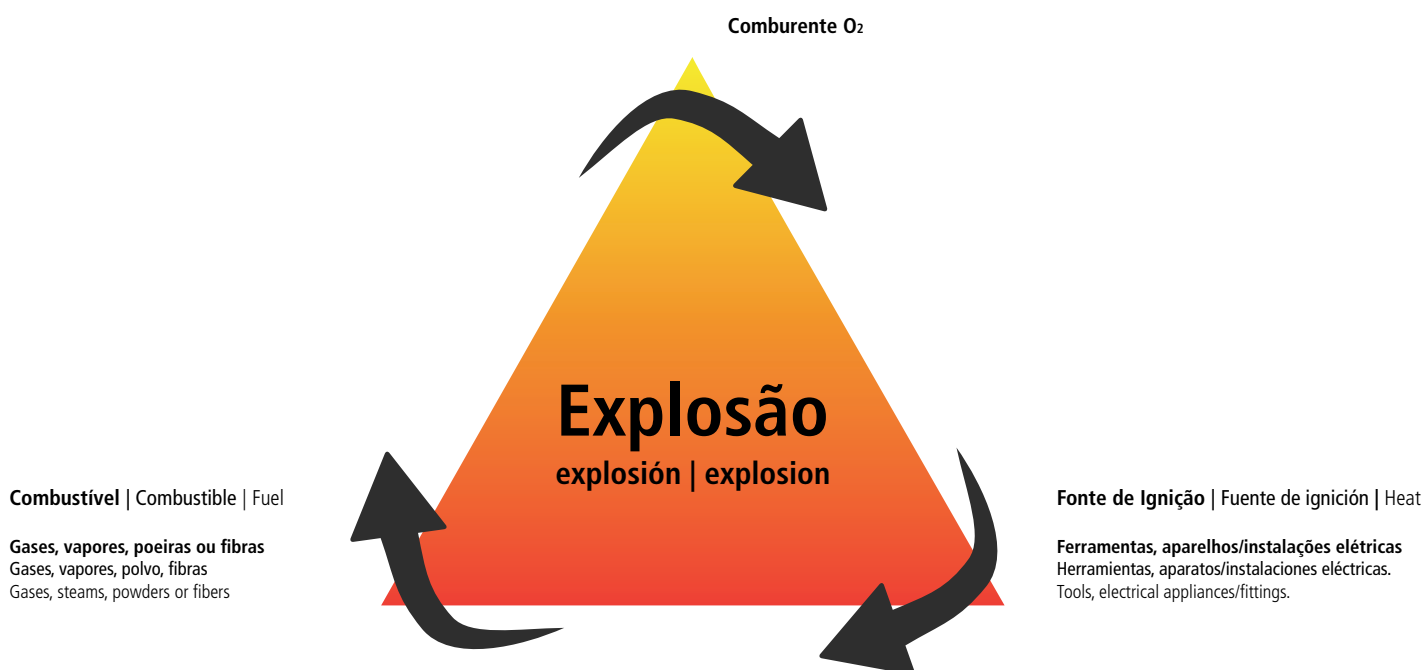 Comburente O₂
Explosão
explosión | explosion
Combustível | Combustible | Fuel
Gases, vapores, poeiras ou fibras
Gases, vapores, polvo, fibras
Gases, steams, powders or fibers
Fonte de Ignição | Fuente de ignición | Heat
Ferramentas, aparelhos/instalações elétricas
Herramientas, aparatos/instalaciones eléctricas.
Tools, electrical appliances/fittings.